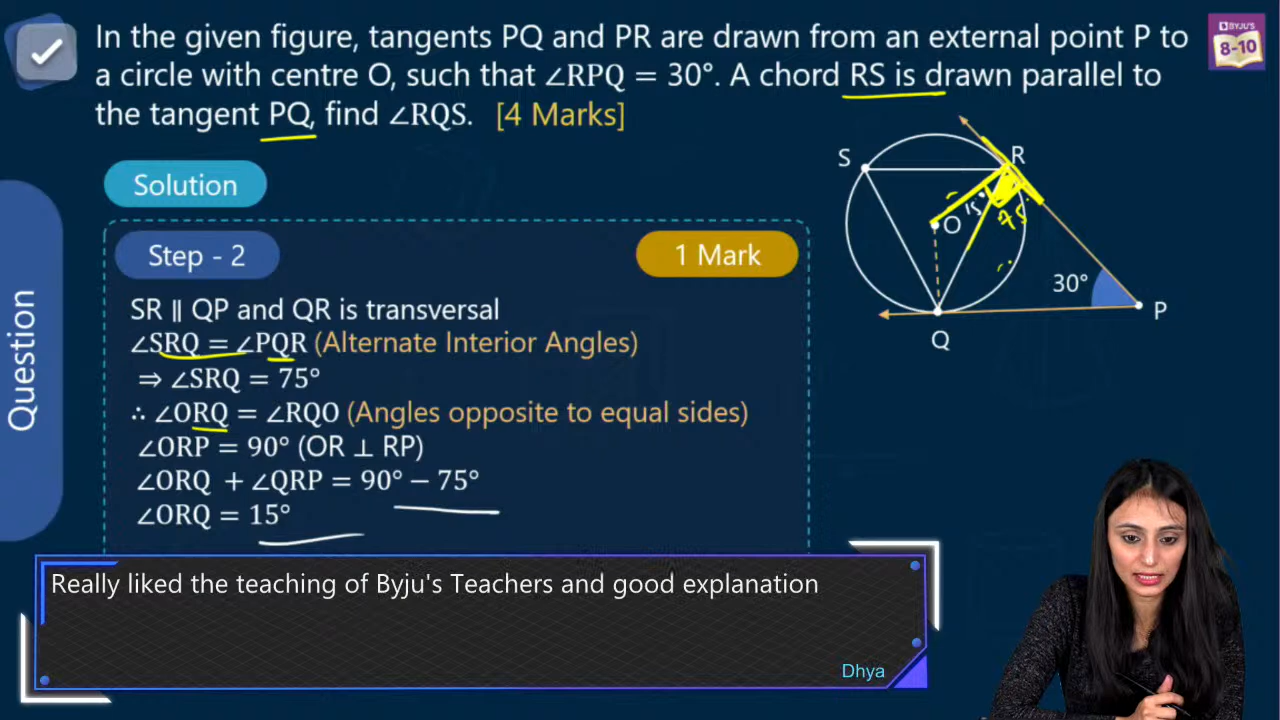 In the given figure, tangents PQ and PR are drawn from an external point P to
a circle with centre O, such that ∠RPQ = 30°. A chord RS is drawn parallel to
the tangent PQ, find ∠RQS. [4 Marks]
BYJU'S
8-10
Solution
Step - 2
1 Mark
SR ∥ QP and QR is transversal
∠SRQ = ∠PQR (Alternate Interior Angles)
⇒ ∠SRQ = 75°
∴ ∠ORQ = ∠RQO (Angles opposite to equal sides)
∠ORP = 90° (OR ⊥ RP)
∠ORQ + ∠QRP = 90° − 75°
∠ORQ = 15°
Question
S
R
O
15°
75°
30°
P
Q
Really liked the teaching of Byju's Teachers and good explanation
Dhya